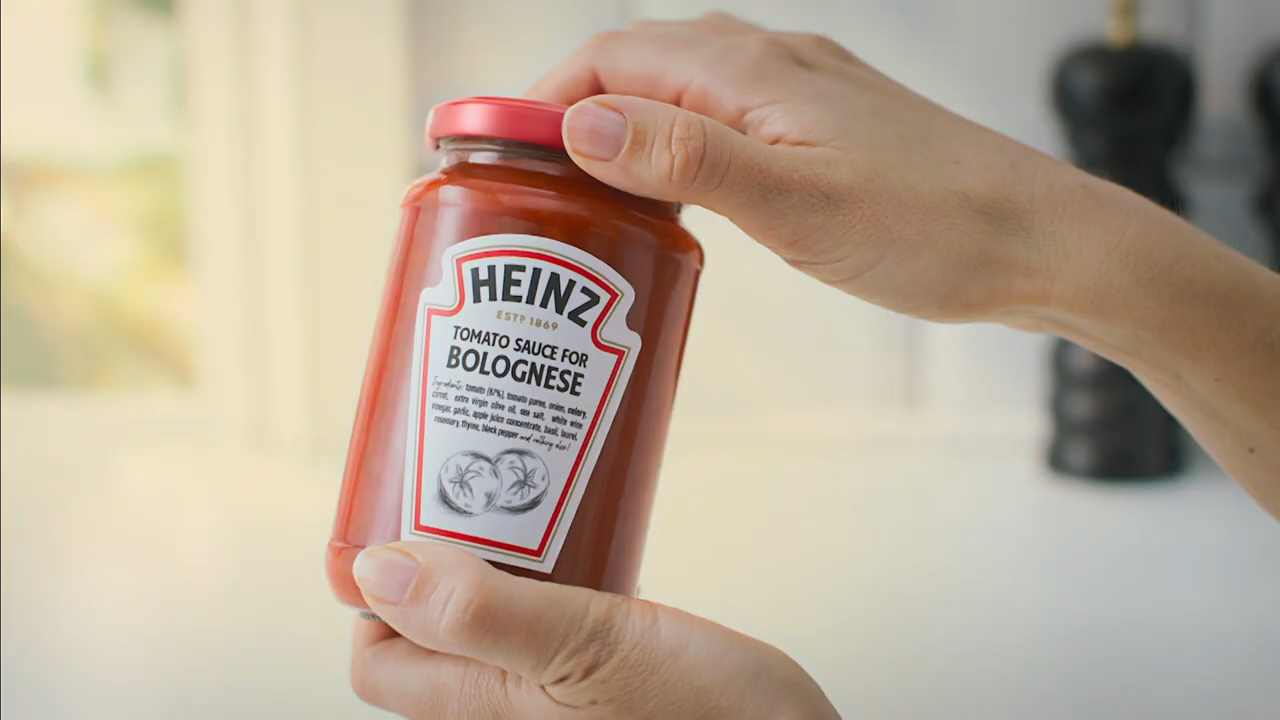 HEINZ
ESTD 1869
TOMATO SAUCE FOR
BOLOGNESE
Ingredients: tomato (87%), tomato puree, onion, celery,
carrot, extra virgin olive oil, sea salt, white wine
vinegar, garlic, apple juice concentrate, basil, laurel,
rosemary, thyme, black pepper and nothing else!